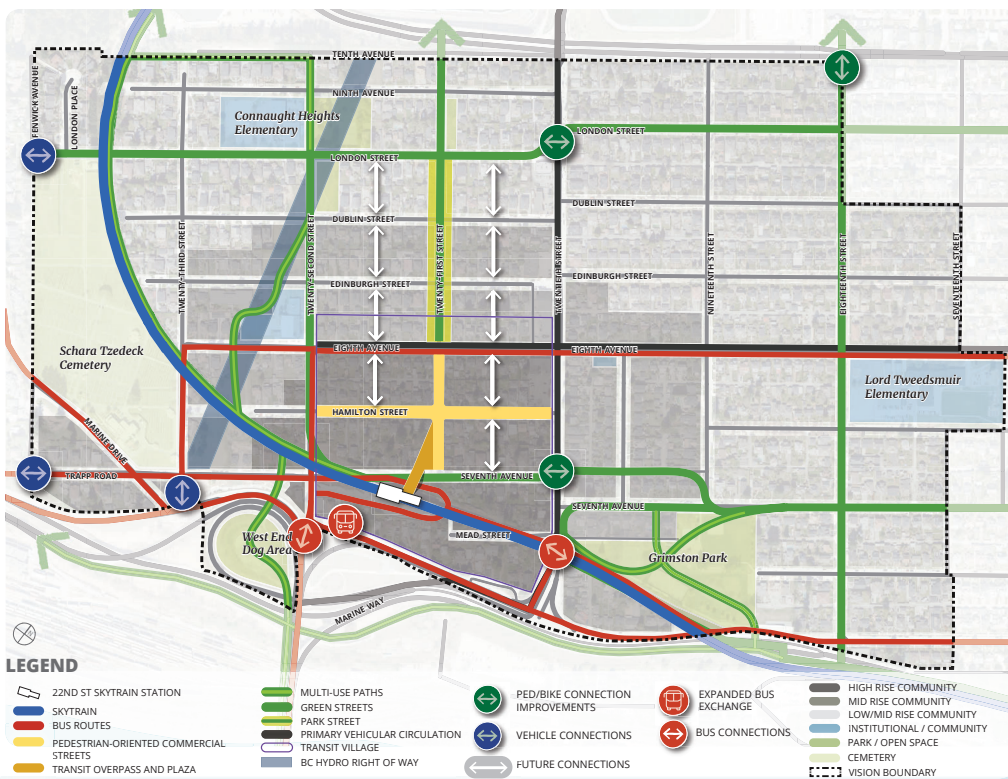 TENTH AVENUE
FENWICK AVENUE
LONDON PLACE
NINTH AVENUE
Connaught Heights
Elementary
LONDON STREET
LONDON STREET
DUBLIN STREET
DUBLIN STREET
TWENTY-THIRD STREET
TWENTY-SECOND STREET
TWENTY-FIRST STREET
TWENTIETH STREET
NINETEENTH STREET
EIGHTEENTH STREET
SEVENTEENTH STREET
EDINBURGH STREET
EDINBURGH STREET
Schara Tzedeck
Cemetery
EIGHTH AVENUE
EIGHTH AVENUE
Lord Tweedsmuir
Elementary
HAMILTON STREET
MARINE DRIVE
TRAPP ROAD
SEVENTH AVENUE
SEVENTH AVENUE
West End
Dog Area
MEAD STREET
Grimston Park
MARINE WAY
N
LEGEND
22ND ST SKYTRAIN STATION
SKYTRAIN
BUS ROUTES
PEDESTRIAN-ORIENTED COMMERCIAL
STREETS
TRANSIT OVERPASS AND PLAZA
MULTI-USE PATHS
GREEN STREETS
PARK STREET
PRIMARY VEHICULAR CIRCULATION
TRANSIT VILLAGE
BC HYDRO RIGHT OF WAY
PED/BIKE CONNECTION
IMPROVEMENTS
VEHICLE CONNECTIONS
FUTURE CONNECTIONS
EXPANDED BUS
EXCHANGE
BUS CONNECTIONS
HIGH RISE COMMUNITY
MID RISE COMMUNITY
LOW/MID RISE COMMUNITY
INSTITUTIONAL / COMMUNITY
PARK / OPEN SPACE
CEMETERY
VISION BOUNDARY